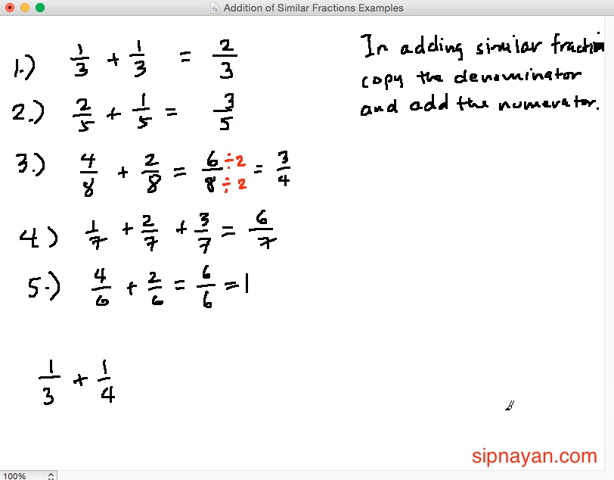 Addition of Similar Fractions Examples
1.) 1/3 + 1/3 = 2/3
2.) 2/5 + 1/5 = 3/5
3.) 4/8 + 2/8 = 6÷2/8÷2 = 3/4
4.) 1/7 + 2/7 + 3/7 = 6/7
5.) 4/6 + 2/6 = 6/6 = 1
1/3 + 1/4
In adding similar fraction
copy the denominator
and add the numerator.
sipnayan.com
100%